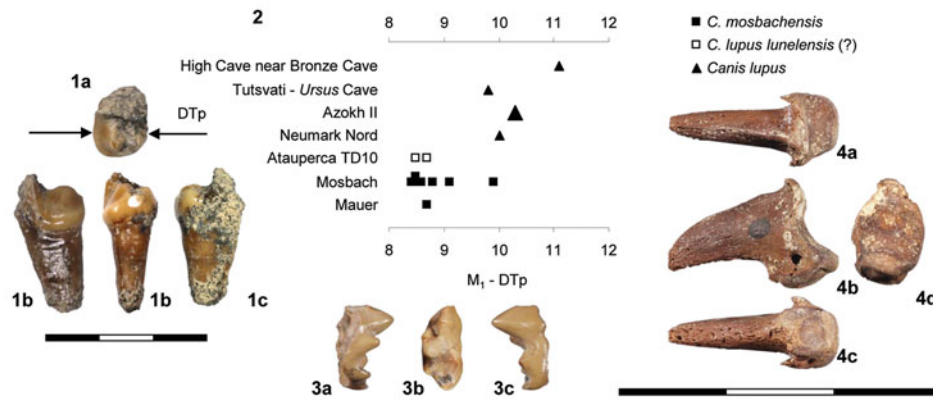 2
8 9 10 11 12
■ C. mosbachensis
□ C. lupus lunelensis (?)
▲ Canis lupus
High Cave near Bronze Cave
Tutsvati - Ursus Cave
Azokh II
Neumark Nord
Atauperca TD10
Mosbach
Mauer
8 9 10 11 12
M₁ - DTp
1a
DTp
1b 1b 1c
3a 3b 3c
4a
4b 4d
4c